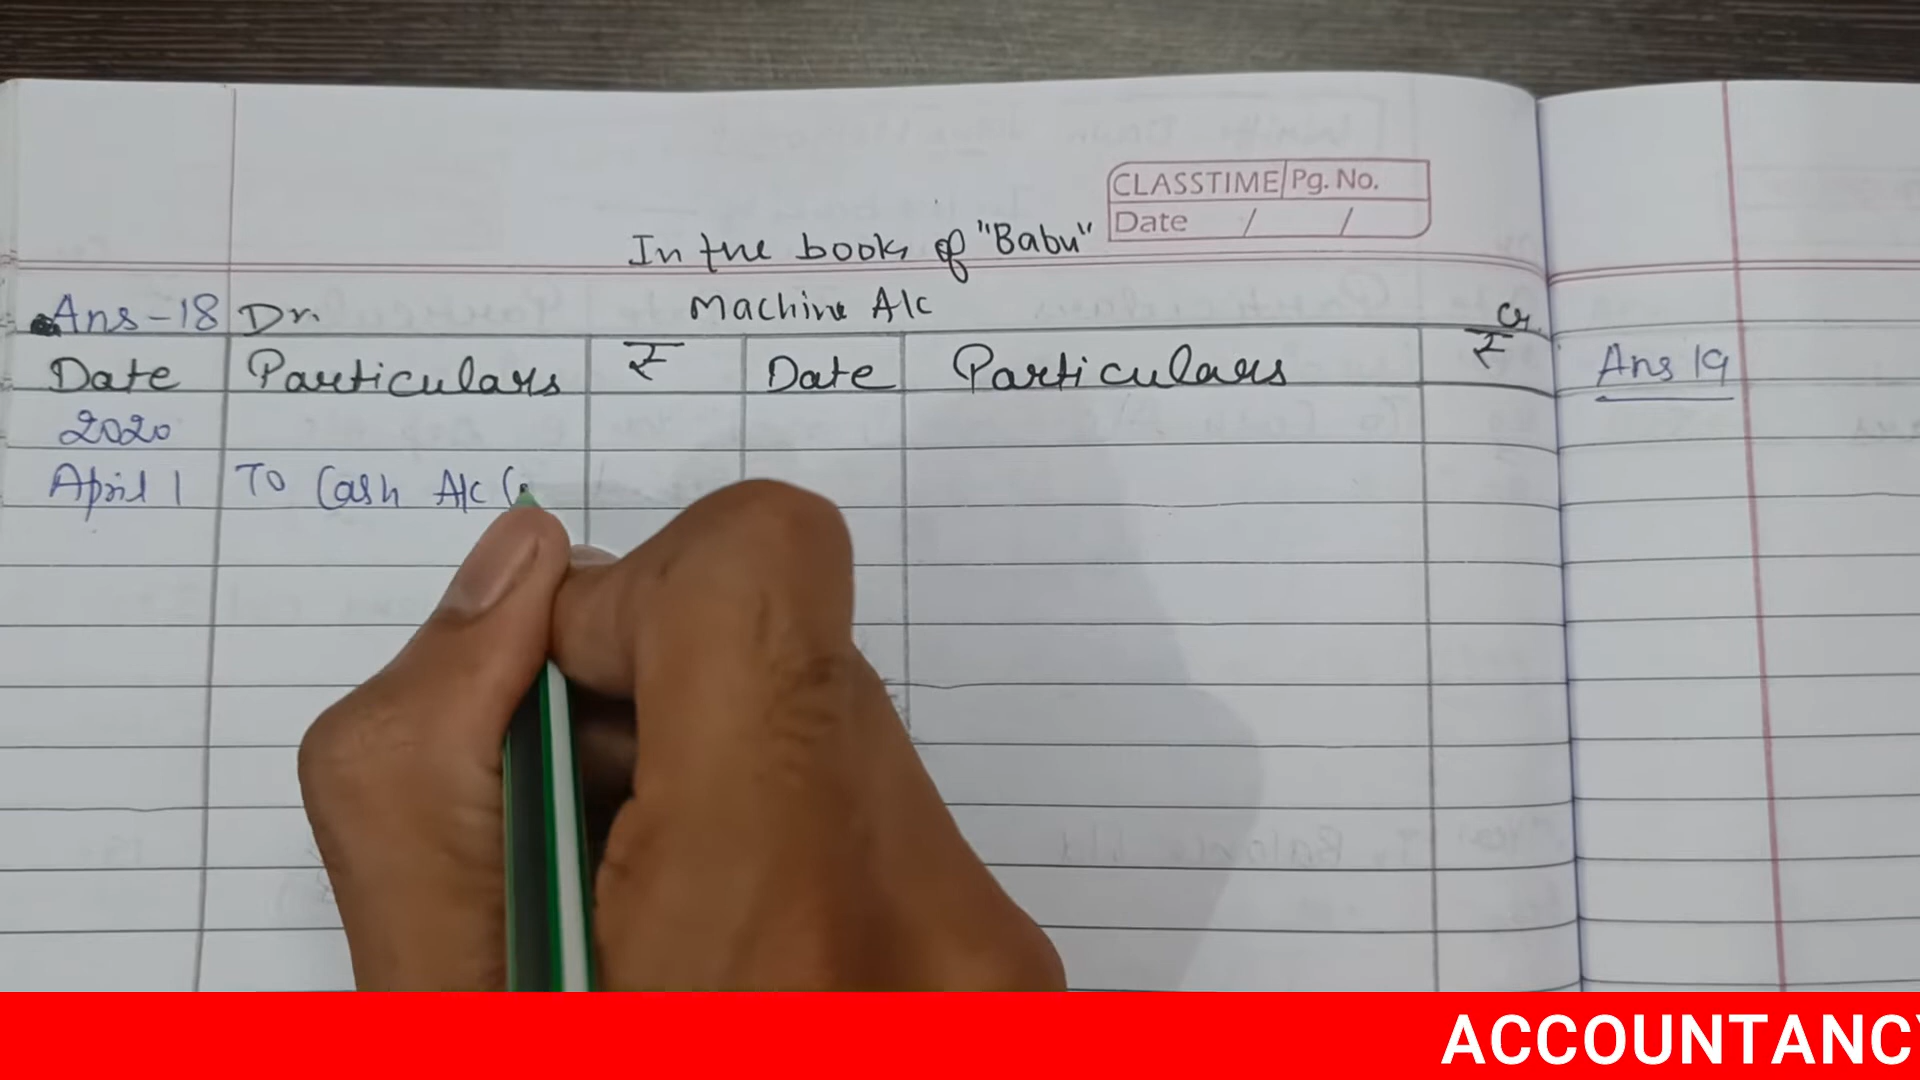 CLASSTIME Pg. No.
Date / /
In the books of "Babu"
Ans-18 Dr. Machine A/c Cr.
Date Particulars ₹ Date Particulars ₹ Ans 19
2020
April 1 To Cash A/c (
ACCOUNTANCY